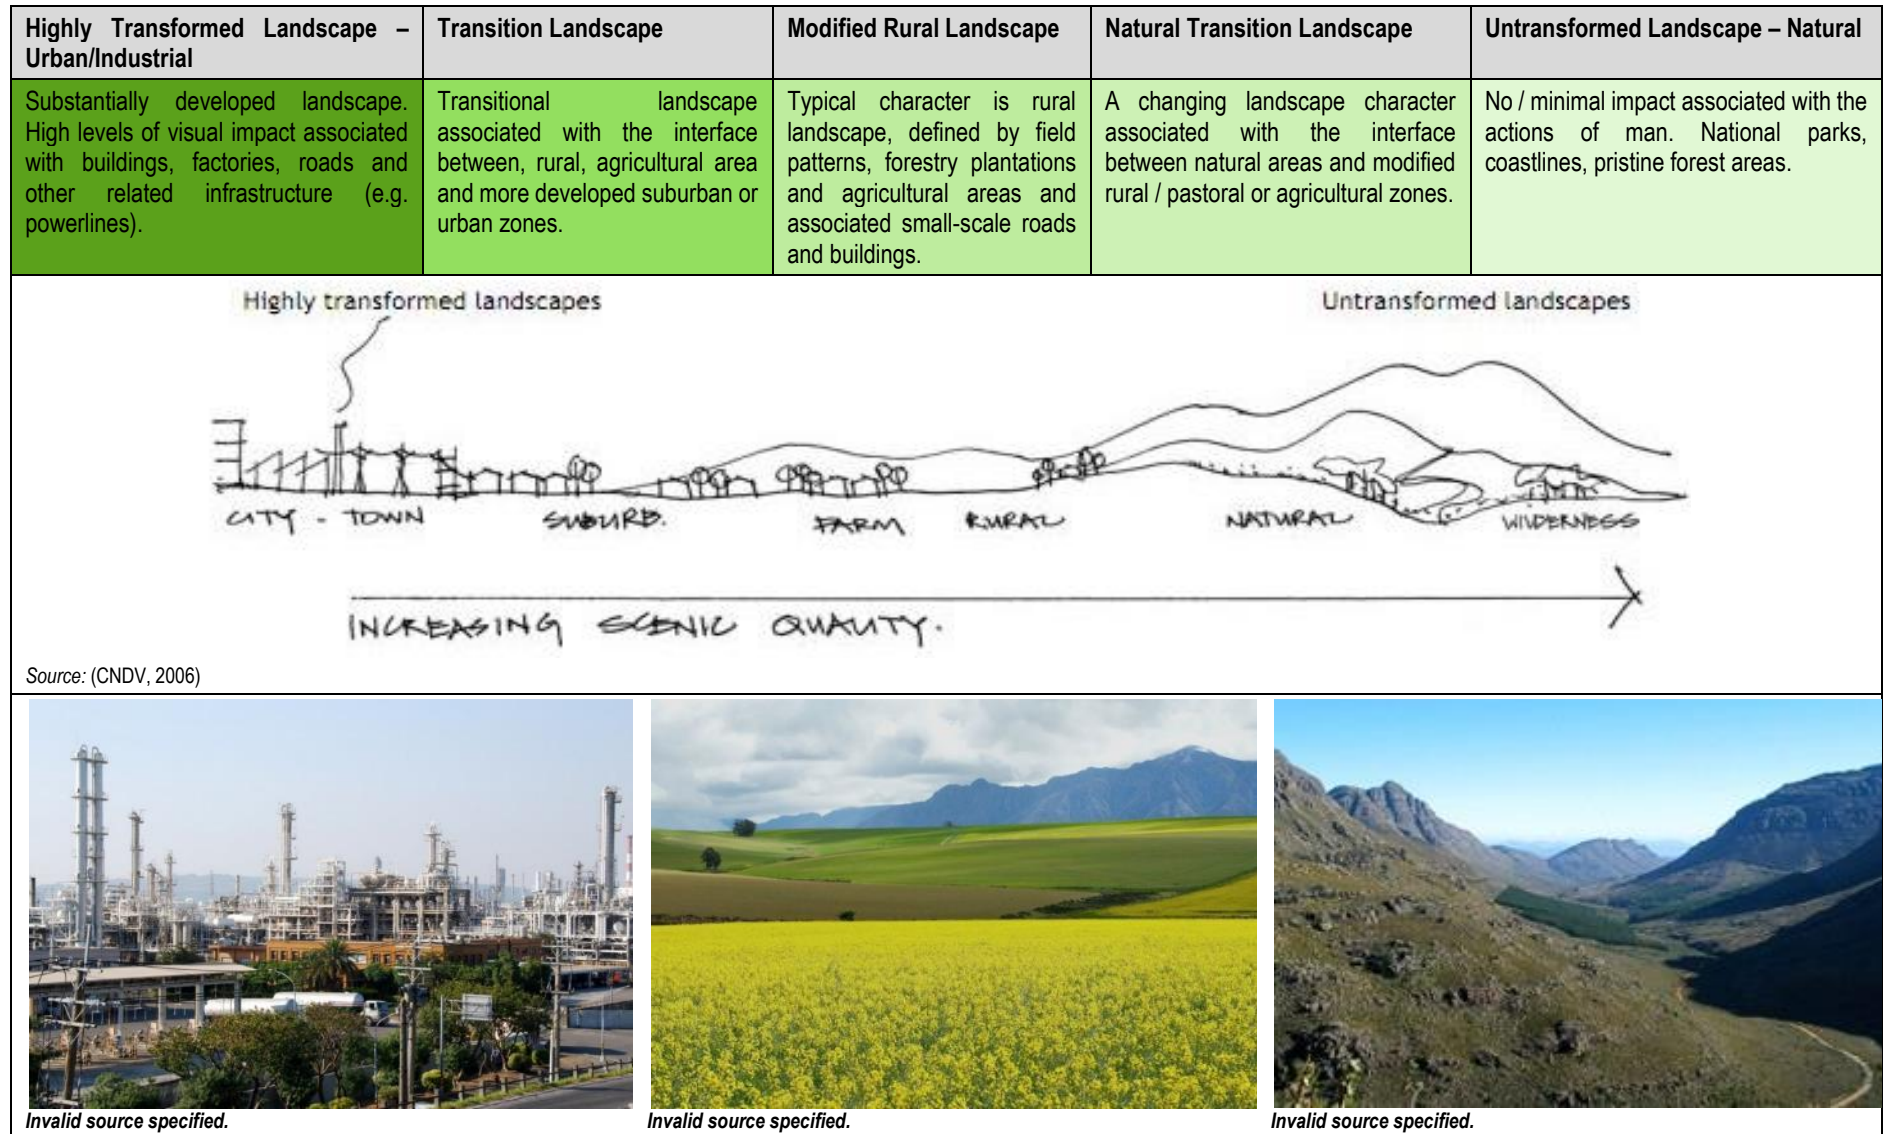 Highly Transformed Landscape –
Urban/Industrial
Transition Landscape
Modified Rural Landscape
Natural Transition Landscape
Untransformed Landscape – Natural
Substantially developed landscape.
High levels of visual impact associated
with buildings, factories, roads and
other related infrastructure (e.g.
powerlines).
Transitional landscape
associated with the interface
between, rural, agricultural area
and more developed suburban or
urban zones.
Typical character is rural
landscape, defined by field
patterns, forestry plantations
and agricultural areas and
associated small-scale roads
and buildings.
A changing landscape character
associated with the interface
between natural areas and modified
rural / pastoral or agricultural zones.
No / minimal impact associated with the
actions of man. National parks,
coastlines, pristine forest areas.
Highly transformed landscapes
Untransformed landscapes
CITY - TOWN
SUBURB.
FARM
RURAL
NATURAL
WILDERNESS
INCREASING SCENIC QUALITY.
Source: (CNDV, 2006)
Invalid source specified.
Invalid source specified.
Invalid source specified.